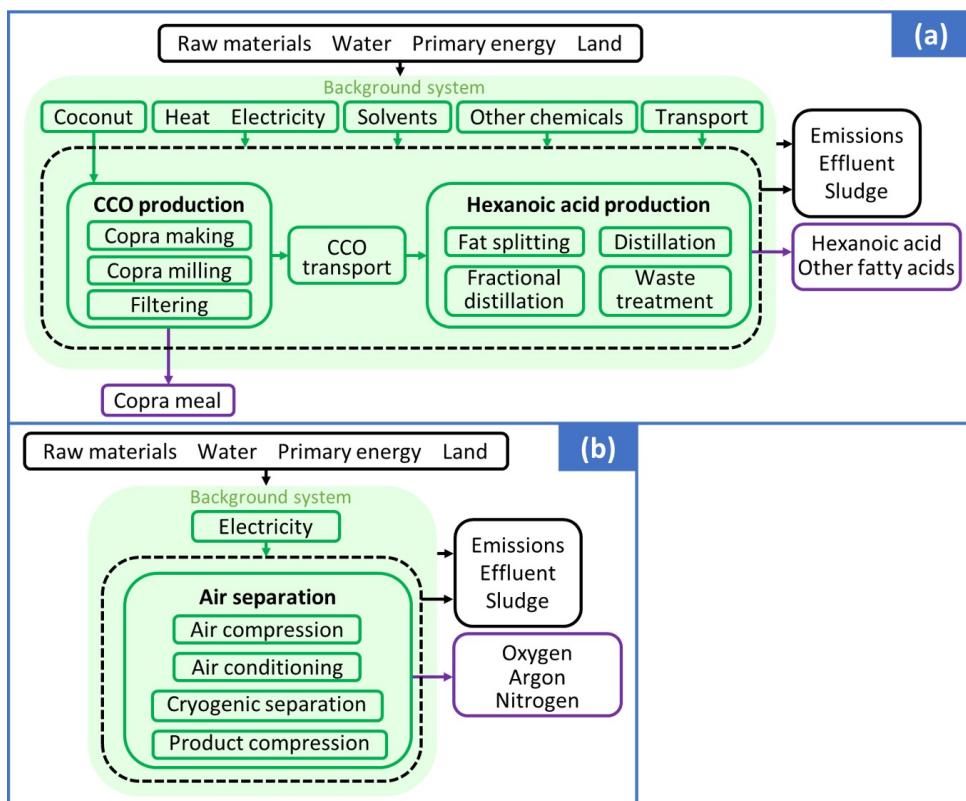 Raw materials Water Primary energy Land
(a)
Background system
Coconut
Heat Electricity
Solvents
Other chemicals
Transport
Emissions
Effluent
Sludge
CCO production
Copra making
Copra milling
Filtering
CCO
transport
Hexanoic acid production
Fat splitting
Distillation
Fractional
distillation
Waste
treatment
Hexanoic acid
Other fatty acids
Copra meal
Raw materials Water Primary energy Land
(b)
Background system
Electricity
Emissions
Effluent
Sludge
Air separation
Air compression
Air conditioning
Cryogenic separation
Product compression
Oxygen
Argon
Nitrogen